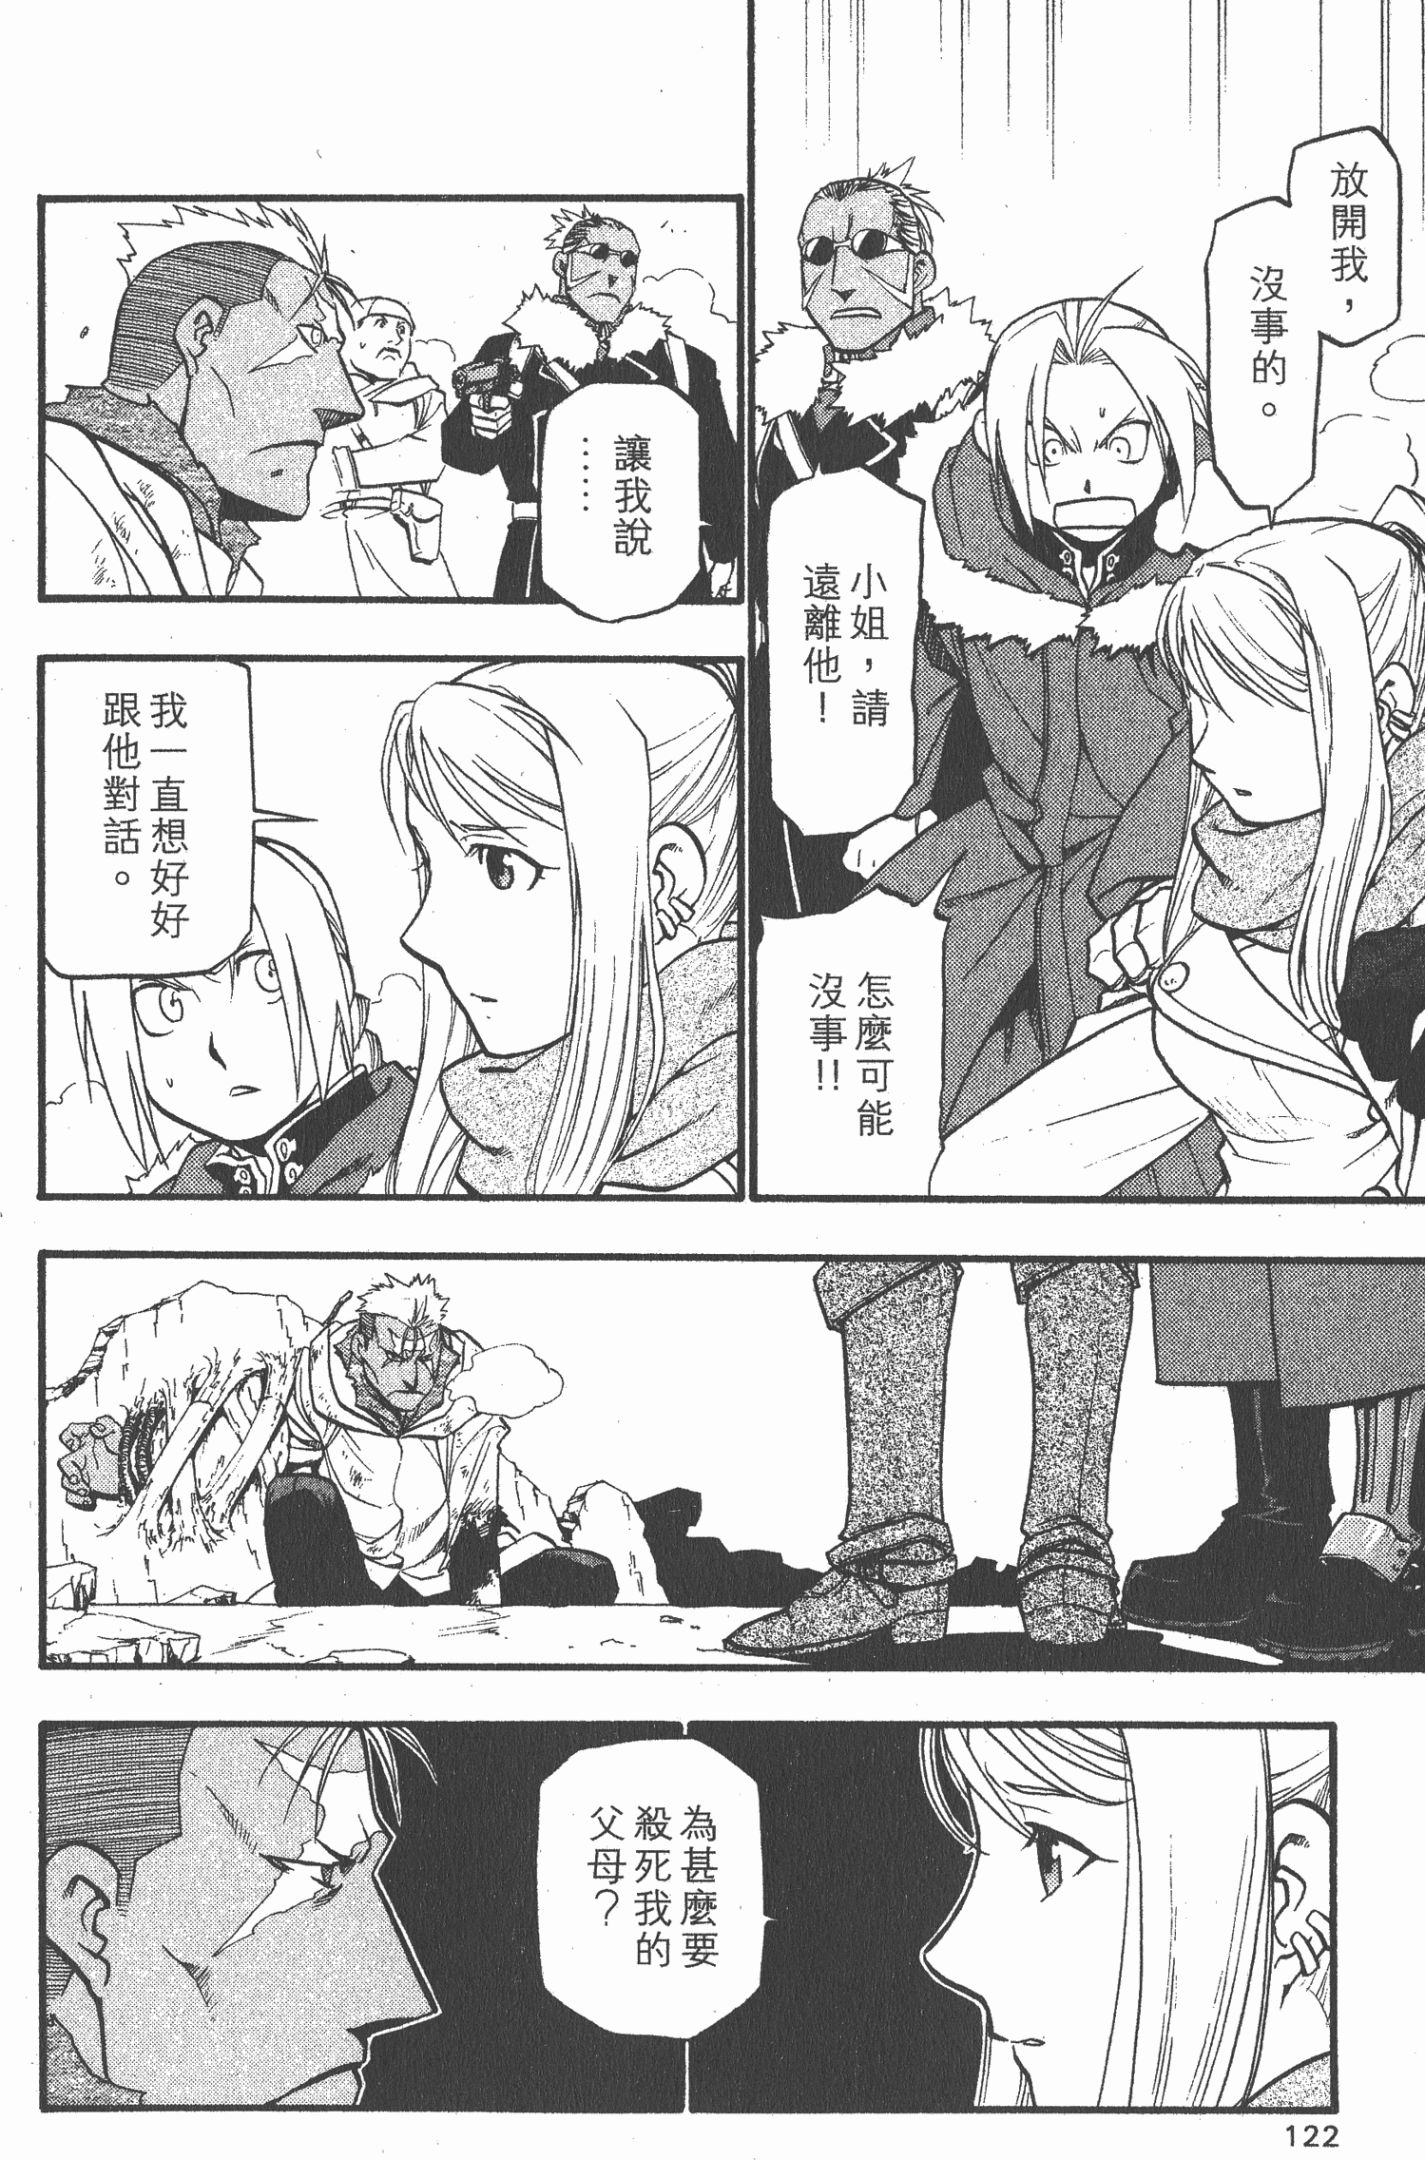 放開我，
沒事的。
小姐，請
遠離他！
怎麼可能
沒事!!
讓我說
……
我一直想好好
跟他對話。
為甚麼要
殺死我的
父母？
122